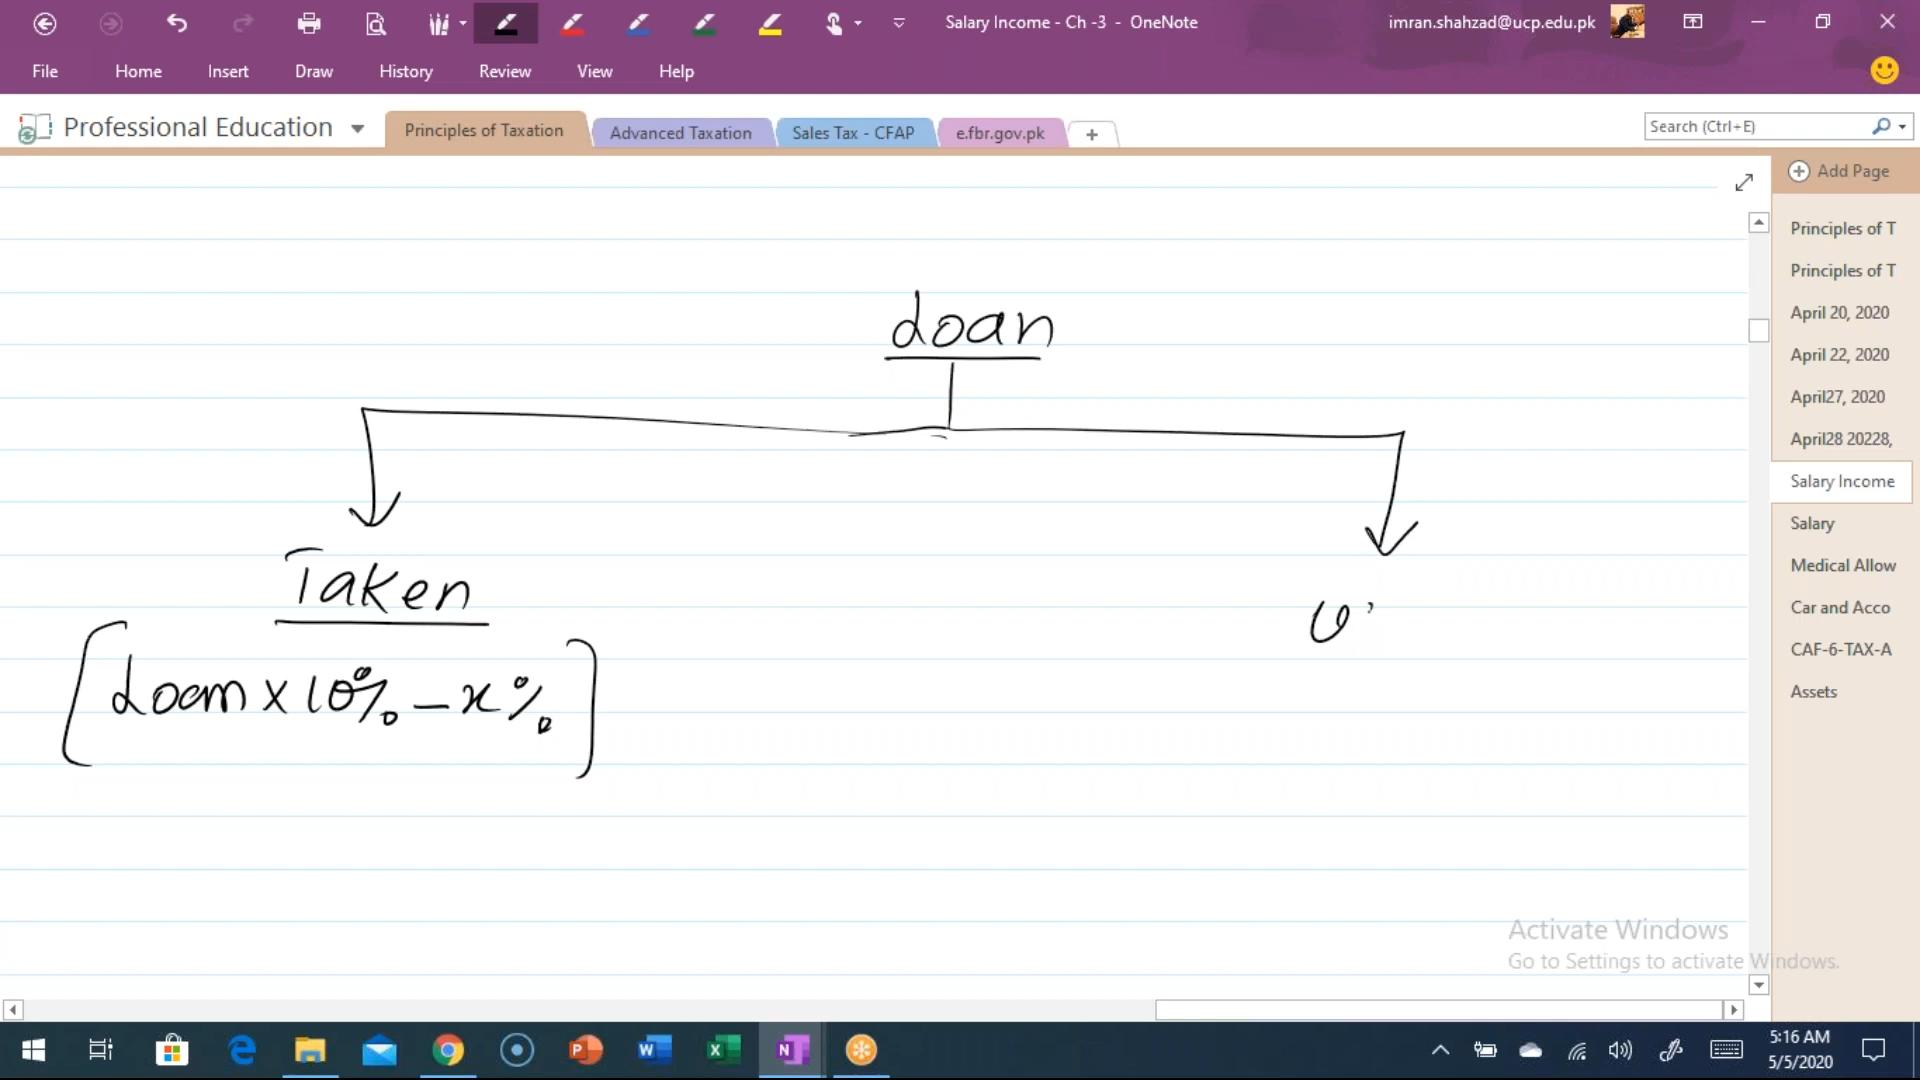 Salary Income - Ch -3 - OneNote
imran.shahzad@ucp.edu.pk
File Home Insert Draw History Review View Help
Professional Education
Principles of Taxation
Advanced Taxation
Sales Tax - CFAP
e.fbr.gov.pk
Search (Ctrl+E)
Add Page
Principles of T
Principles of T
April 20, 2020
April 22, 2020
April27, 2020
April28 20228,
Salary Income
Salary
Medical Allow
Car and Acco
CAF-6-TAX-A
Assets
Loan
Taken
[Loan x 10% - x%]
Activate Windows
Go to Settings to activate Windows.
5:16 AM
5/5/2020